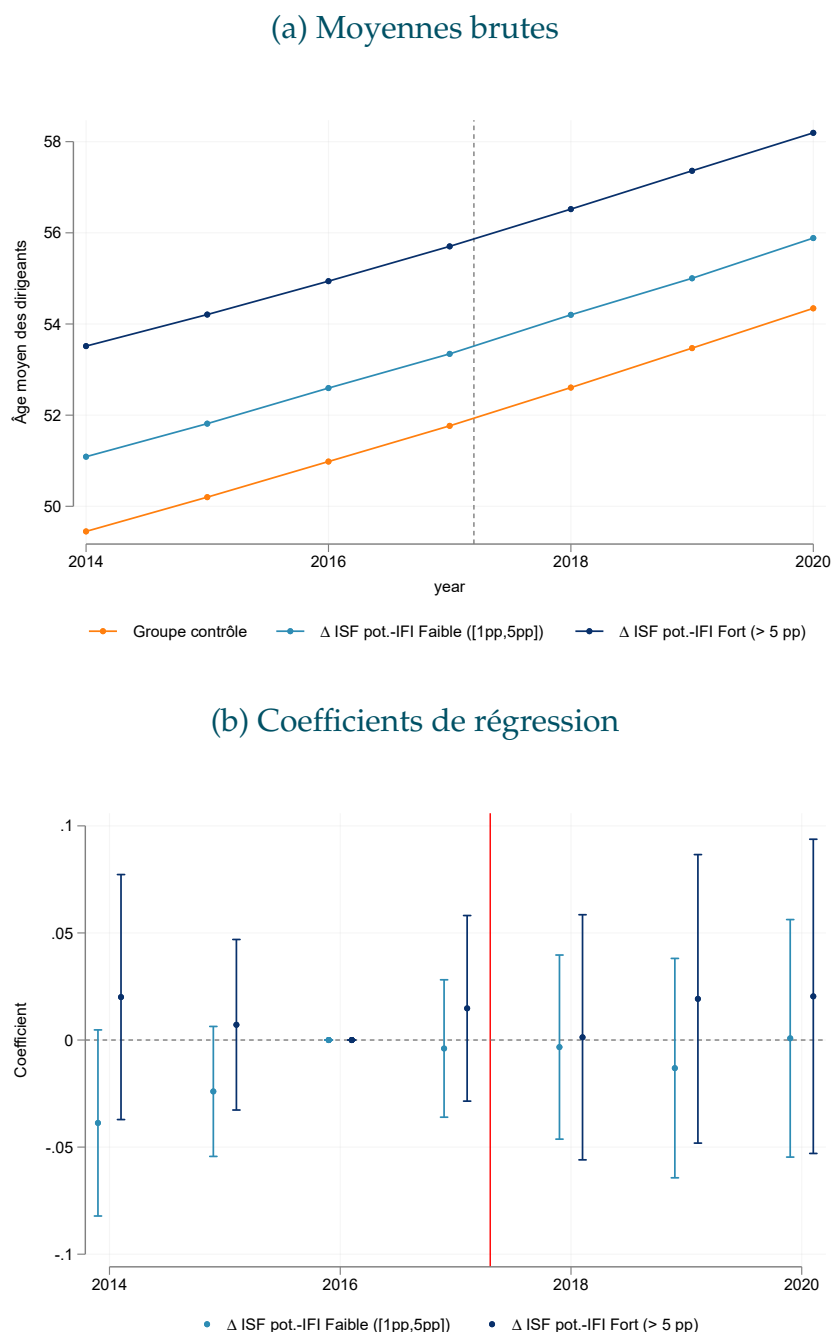 (a) Moyennes brutes
58
56
54
52
50
Âge moyen des dirigeants
2014
2016
2018
2020
year
Groupe contrôle
Δ ISF pot.-IFI Faible ([1pp,5pp])
Δ ISF pot.-IFI Fort (> 5 pp)
(b) Coefficients de régression
.1
.05
0
-.05
-.1
Coefficient
2014
2016
2018
2020
Δ ISF pot.-IFI Faible ([1pp,5pp])
Δ ISF pot.-IFI Fort (> 5 pp)